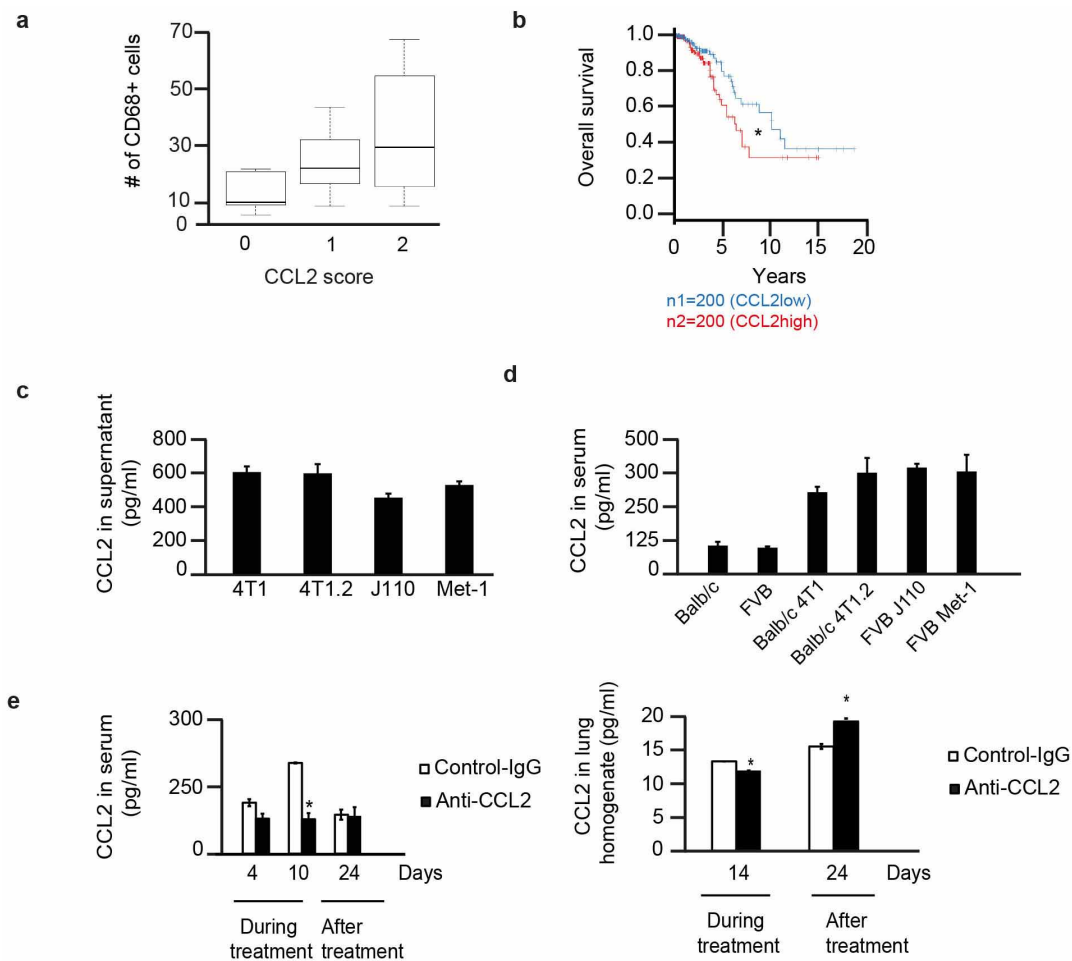 a
# of CD68+ cells
70
50
30
10
0
0 1 2
CCL2 score
b
Overall survival
1.0
0.8
0.6
0.4
0.2
0.0
*
0 5 10 15 20
Years
n1=200 (CCL2low)
n2=200 (CCL2high)
c
CCL2 in supernatant
(pg/ml)
800
600
400
200
0
4T1 4T1.2 J110 Met-1
d
CCL2 in serum
(pg/ml)
500
300
300
125
0
Balb/c
FVB
Balb/c 4T1
Balb/c 4T1.2
FVB J110
FVB Met-1
e
CCL2 in serum
(pg/ml)
300
250
0
*
4 10 24 Days
During
treatment
After
treatment
Control-IgG
Anti-CCL2
CCL2 in lung
homogenate (pg/ml)
20
15
10
5
0
*
*
14 24 Days
During
treatment
After
treatment
Control-IgG
Anti-CCL2